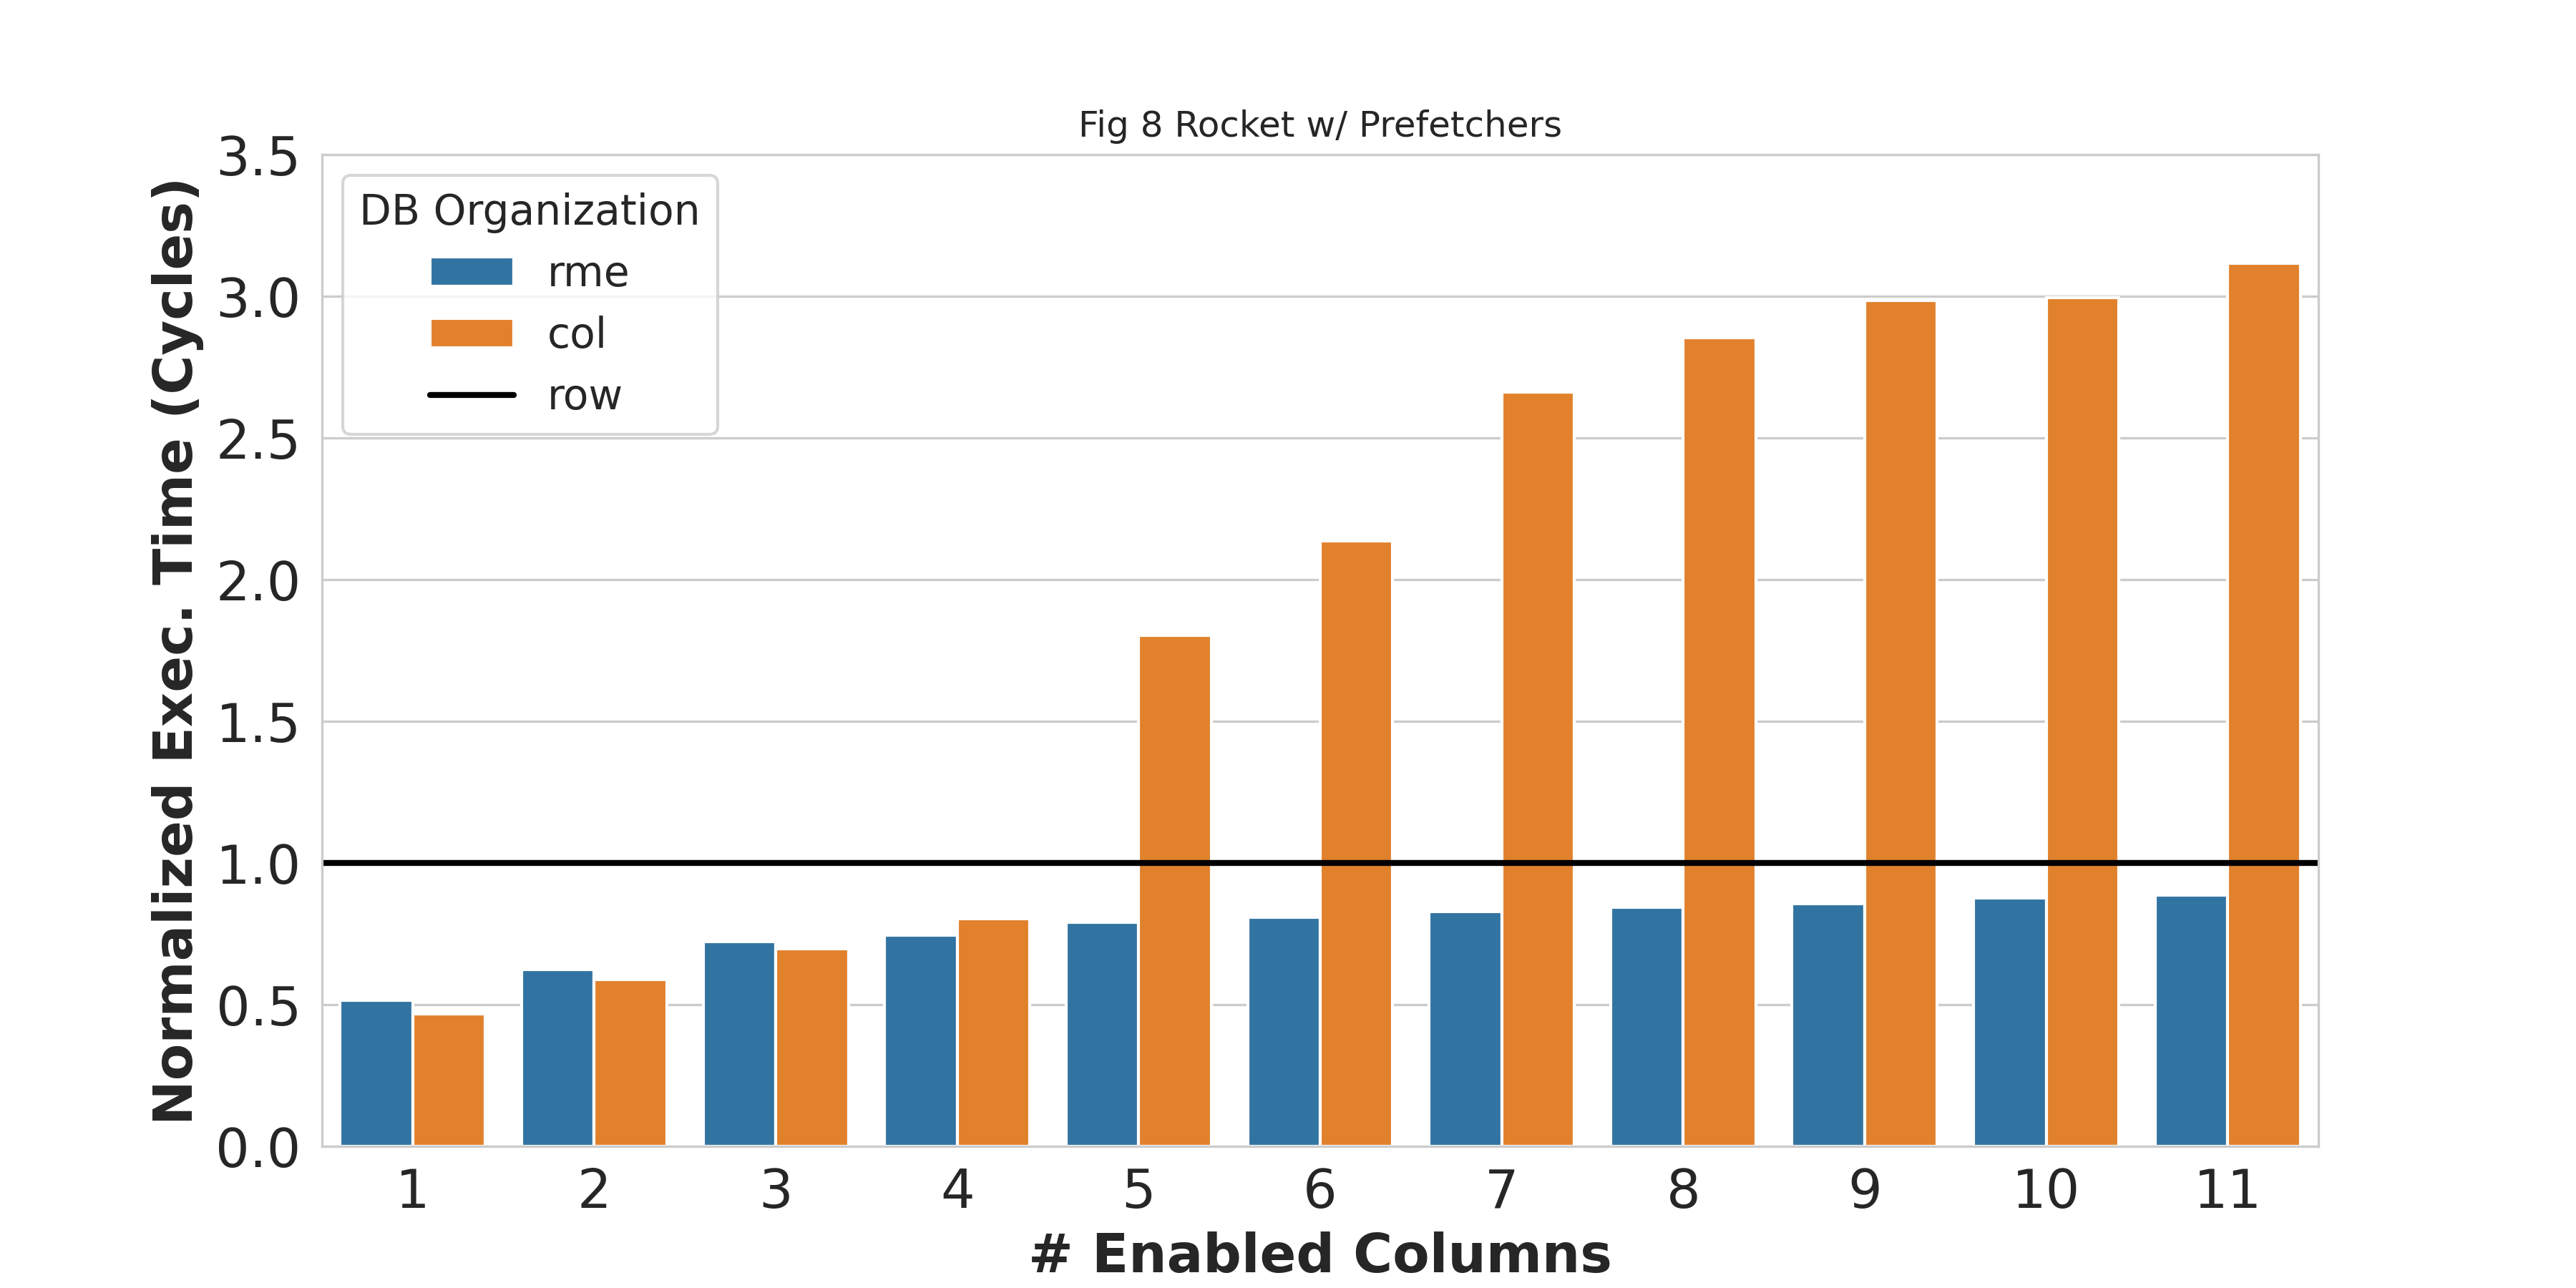 Fig 8 Rocket w/ Prefetchers
Normalized Exec. Time (Cycles)
3.5
3.0
2.5
2.0
1.5
1.0
0.5
0.0
DB Organization
rme
col
row
1 2 3 4 5 6 7 8 9 10 11
# Enabled Columns